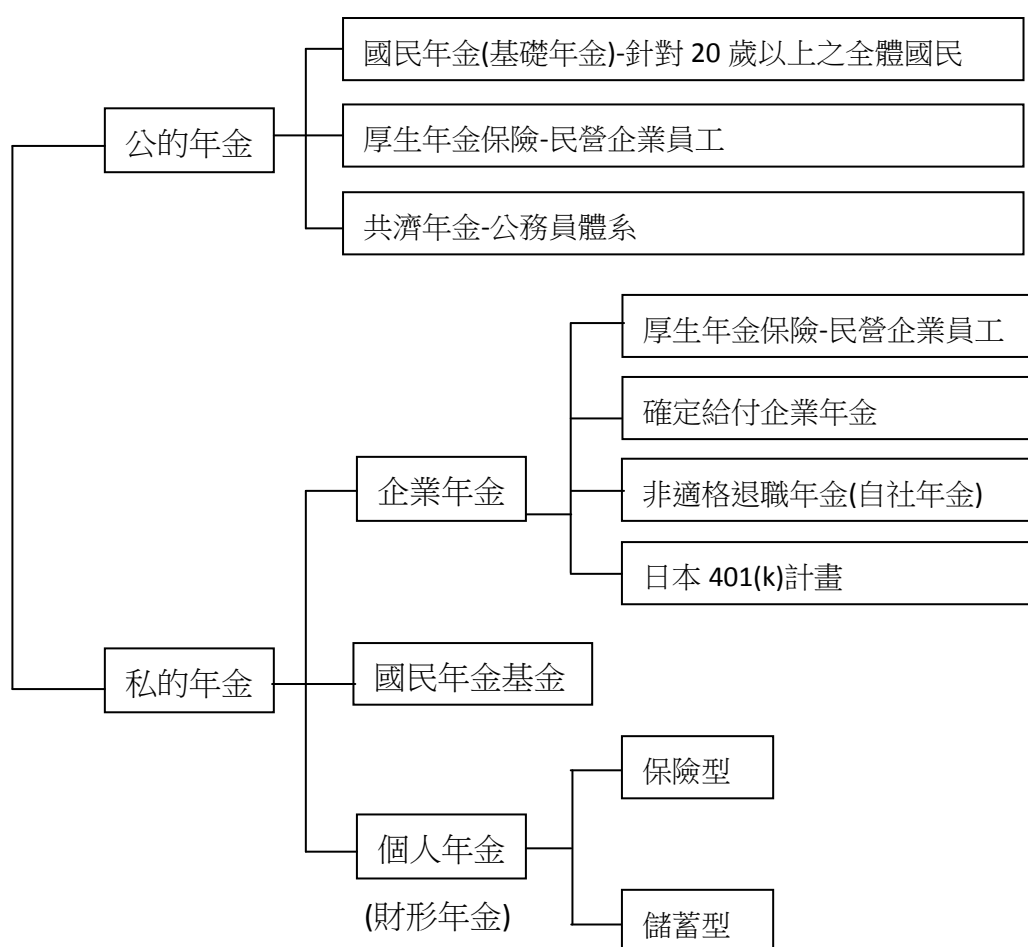 國民年金(基礎年金)-針對 20 歲以上之全體國民
公的年金
厚生年金保險-民營企業員工
共濟年金-公務員體系
厚生年金保險-民營企業員工
確定給付企業年金
企業年金
非適格退職年金(自社年金)
日本 401(k)計畫
私的年金
國民年金基金
保險型
個人年金
(財形年金)
儲蓄型